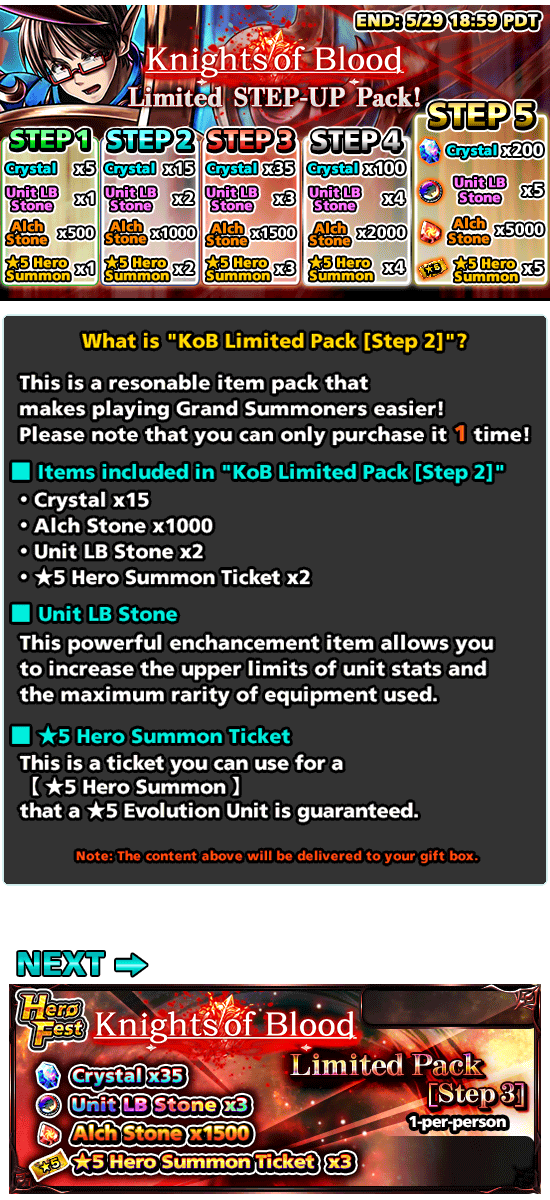 END: 5/29 18:59 PDT
Knights of Blood
Limited STEP-UP Pack!
STEP 1
Crystal x5
Unit LB Stone x1
Alch Stone x500
★5 Hero Summon x1
STEP 2
Crystal x15
Unit LB Stone x2
Alch Stone x1000
★5 Hero Summon x2
STEP 3
Crystal x35
Unit LB Stone x3
Alch Stone x1500
★5 Hero Summon x3
STEP 4
Crystal x100
Unit LB Stone x4
Alch Stone x2000
★5 Hero Summon x4
STEP 5
Crystal x200
Unit LB Stone x5
Alch Stone x5000
★5 Hero Summon x5
What is "KoB Limited Pack [Step 2]"?
This is a resonable item pack that
makes playing Grand Summoners easier!
Please note that you can only purchase it 1 time!
■ Items included in "KoB Limited Pack [Step 2]"
• Crystal x15
• Alch Stone x1000
• Unit LB Stone x2
• ★5 Hero Summon Ticket x2
■ Unit LB Stone
This powerful enchancement item allows you
to increase the upper limits of unit stats and
the maximum rarity of equipment used.
■ ★5 Hero Summon Ticket
This is a ticket you can use for a
【 ★5 Hero Summon 】
that a ★5 Evolution Unit is guaranteed.
Note: The content above will be delivered to your gift box.
NEXT ➡
Hero Fest
Knights of Blood
Limited Pack
[Step 3]
1-per-person
Crystal x35
Unit LB Stone x3
Alch Stone x1500
★5
★5 Hero Summon Ticket x3